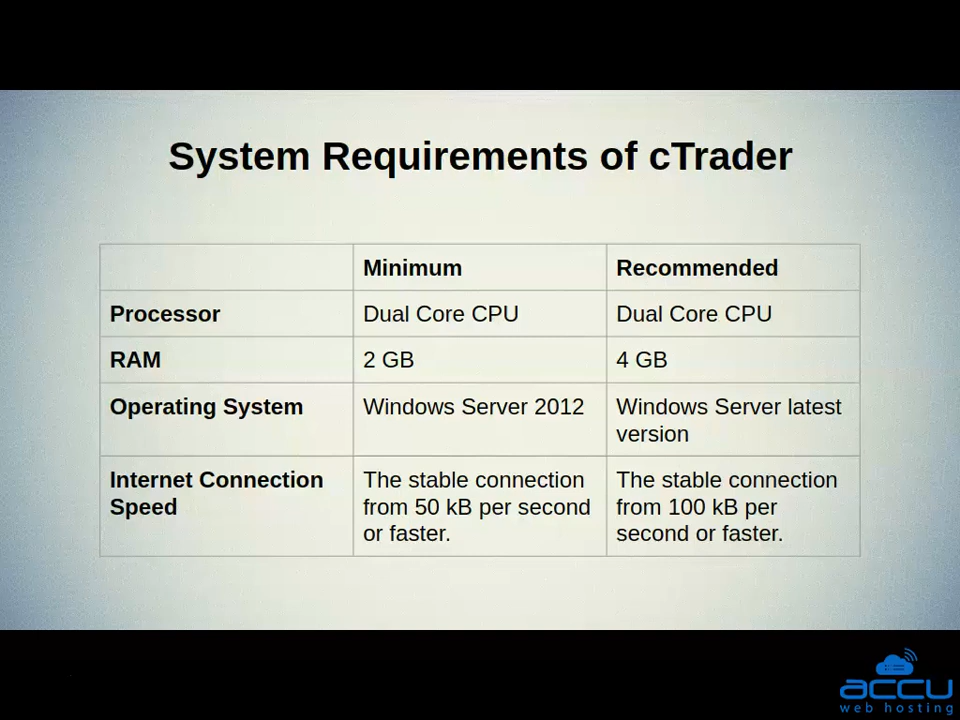 System Requirements of cTrader
Minimum Recommended
Processor Dual Core CPU Dual Core CPU
RAM 2 GB 4 GB
Operating System Windows Server 2012 Windows Server latest
version
Internet Connection The stable connection The stable connection
Speed from 50 kB per second from 100 kB per
or faster. second or faster.
accu
web hosting